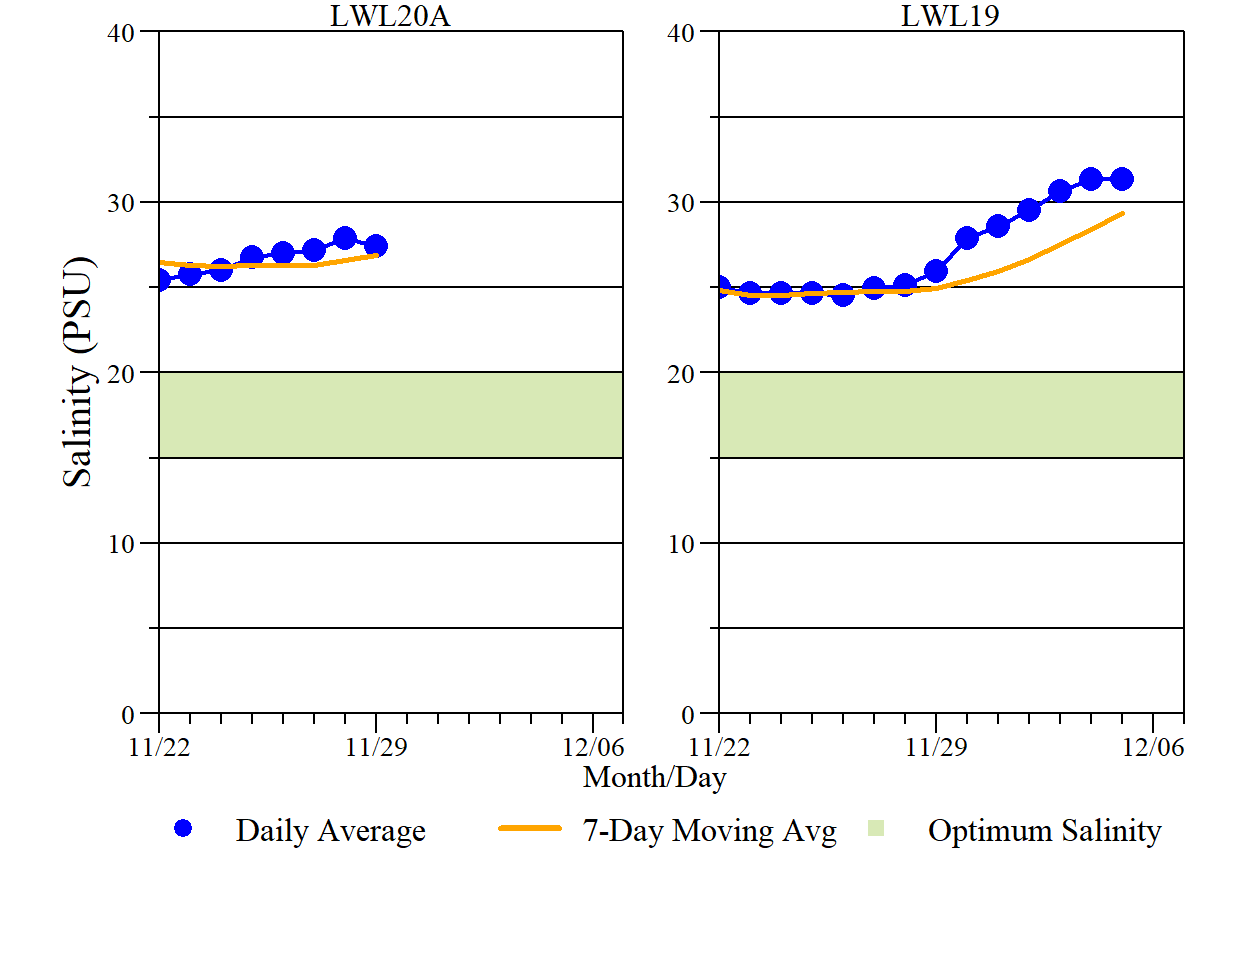 LWL20A
LWL19
Salinity (PSU)
40
30
20
10
0
11/22
11/29
12/06
40
30
20
10
0
11/22
11/29
12/06
Month/Day
Daily Average
7-Day Moving Avg
Optimum Salinity